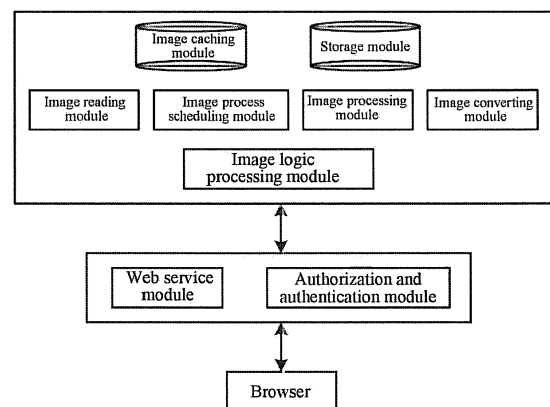 Image caching
module
Storage module
Image reading
module
Image process
scheduling module
Image processing
module
Image converting
module
Image logic
processing module
Web service
module
Authorization and
authentication module
Browser